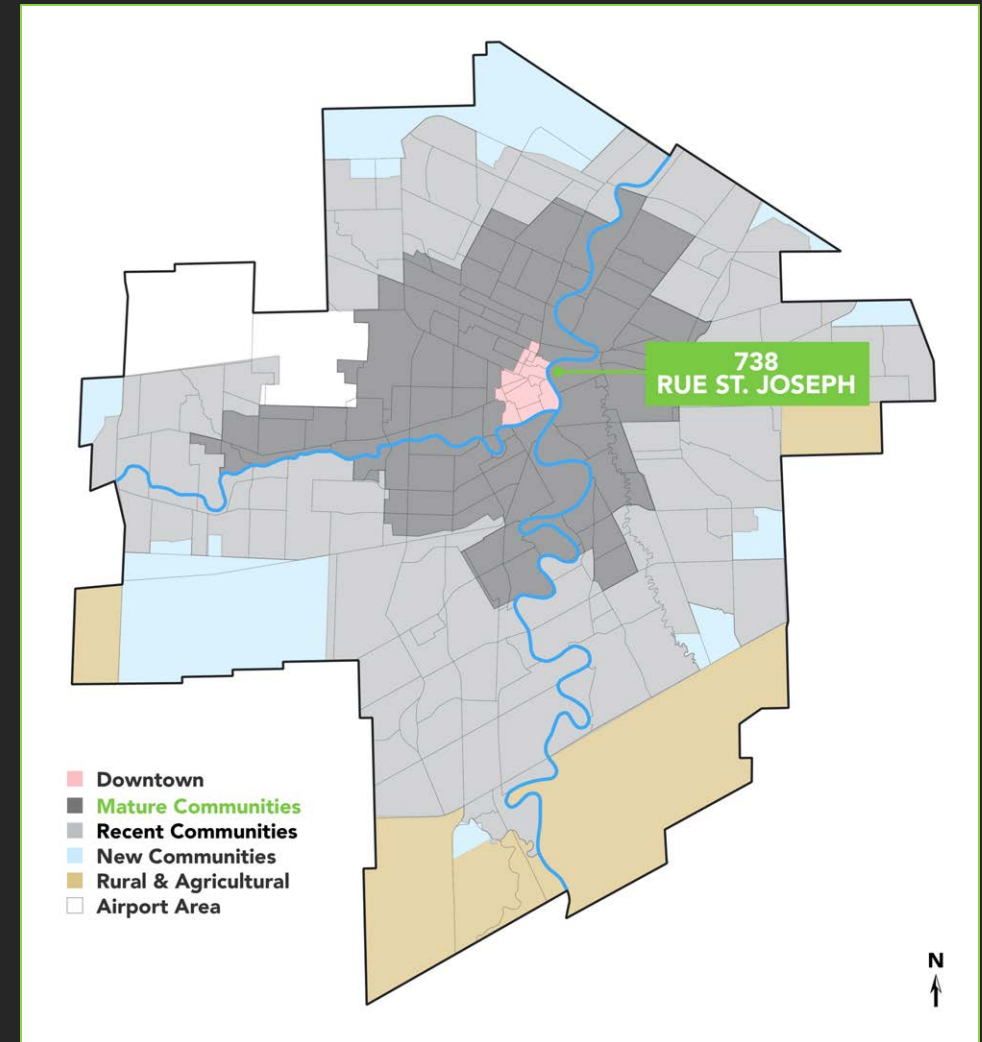 738
RUE ST. JOSEPH
Downtown
Mature Communities
Recent Communities
New Communities
Rural & Agricultural
Airport Area
N